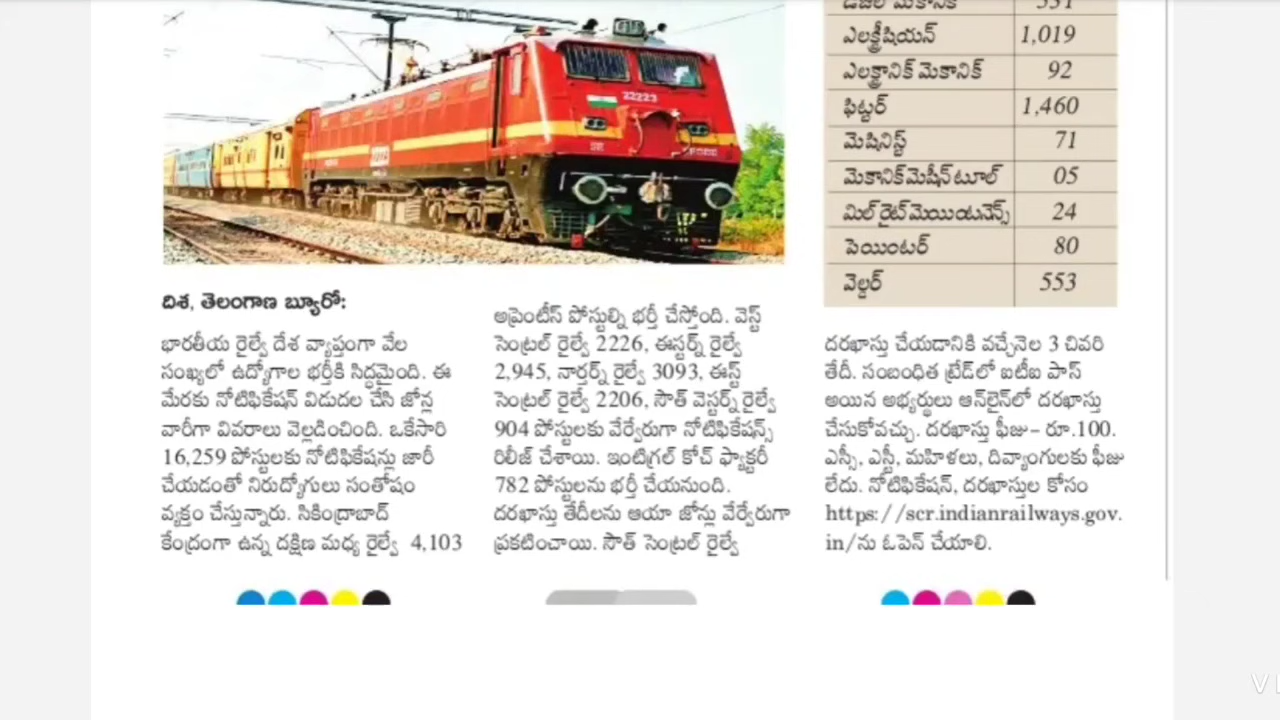 32223
ఎలక్ట్రీషియన్ 1,019
ఎలక్ట్రానిక్ మెకానిక్ 92
ఫిట్టర్ 1,460
మెషినిస్ట్ 71
మెకానిక్ మెషీన్ టూల్ 05
మిల్ రైట్ మెయింటనెన్స్ 24
పెయింటర్ 80
వెల్డర్ 553
దిశ, తెలంగాణ బ్యూరో:
భారతీయ రైల్వే దేశ వ్యాప్తంగా వేల
సంఖ్యలో ఉద్యోగాల భర్తీకి సిద్ధమైంది. ఈ
మేరకు నోటిఫికేషన్ విడుదల చేసి జోన్ల
వారీగా వివరాలు వెల్లడించింది. ఒకేసారి
16,259 పోస్టులకు నోటిఫికేషన్లు జారీ
చేయడంతో నిరుద్యోగులు సంతోషం
వ్యక్తం చేస్తున్నారు. సికింద్రాబాద్
కేంద్రంగా ఉన్న దక్షిణ మధ్య రైల్వే 4,103
అప్రెంటీస్ పోస్టుల్ని భర్తీ చేస్తోంది. వెస్ట్
సెంట్రల్ రైల్వే 2226, ఈస్టర్న్ రైల్వే
2,945, నార్తర్న్ రైల్వే 3093, ఈస్ట్
సెంట్రల్ రైల్వే 2206, సౌత్ వెస్టర్న్ రైల్వే
904 పోస్టులకు వేర్వేరుగా నోటిఫికేషన్స్
రిలీజ్ చేశాయి. ఇంటిగ్రల్ కోచ్ ఫ్యాక్టరీ
782 పోస్టులను భర్తీ చేయనుంది.
దరఖాస్తు తేదీలను ఆయా జోన్లు వేర్వేరుగా
ప్రకటించాయి. సౌత్ సెంట్రల్ రైల్వే
దరఖాస్తు చేయడానికి వచ్చేనెల 3 చివరి
తేదీ. సంబంధిత ట్రేడ్‌లో ఐటీఐ పాస్
అయిన అభ్యర్థులు ఆన్‌లైన్‌లో దరఖాస్తు
చేసుకోవచ్చు. దరఖాస్తు ఫీజు- రూ.100.
ఎస్సీ, ఎస్టీ, మహిళలు, దివ్యాంగులకు ఫీజు
లేదు. నోటిఫికేషన్, దరఖాస్తుల కోసం
https://scr.indianrailways.gov.
in/ను ఓపెన్ చేయాలి.